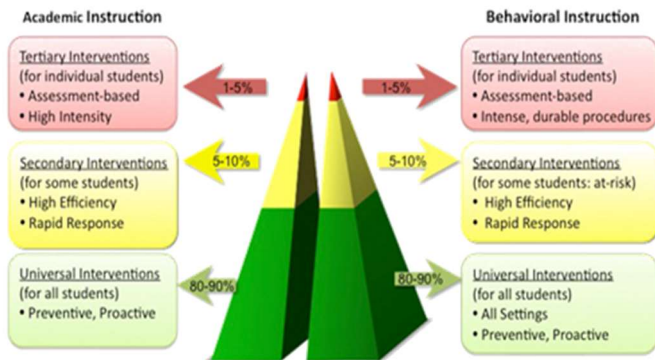 Academic Instruction
Tertiary Interventions
(for individual students)
• Assessment-based
• High Intensity
1-5%
Secondary Interventions
(for some students)
• High Efficiency
• Rapid Response
5-10%
Universal Interventions
(for all students)
• Preventive, Proactive
80-90%
Behavioral Instruction
1-5%
Tertiary Interventions
(for individual students)
• Assessment-based
• Intense, durable procedures
5-10%
Secondary Interventions
(for some students: at-risk)
• High Efficiency
• Rapid Response
80-90%
Universal Interventions
(for all students)
• All Settings
• Preventive, Proactive